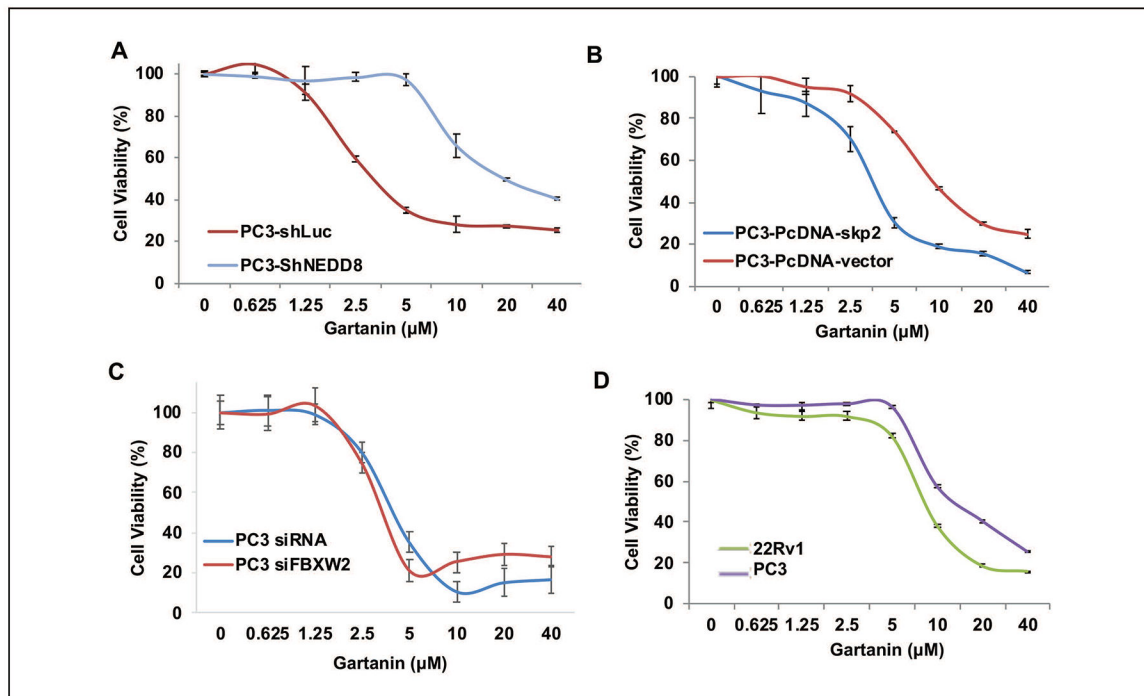 A
Cell Viability (%)
100
80
60
40
20
0
PC3-shLuc
PC3-ShNEDD8
0 0.625 1.25 2.5 5 10 20 40
Gartanin (µM)
B
Cell Viability (%)
100
80
60
40
20
0
PC3-PcDNA-skp2
PC3-PcDNA-vector
0 0.625 1.25 2.5 5 10 20 40
Gartanin (µM)
C
Cell Viability (%)
100
80
60
40
20
0
PC3 siRNA
PC3 siFBXW2
0 0.625 1.25 2.5 5 10 20 40
Gartanin (µM)
D
Cell Viability (%)
100
80
60
40
20
0
22Rv1
PC3
0 0.625 1.25 2.5 5 10 20 40
Gartanin (µM)